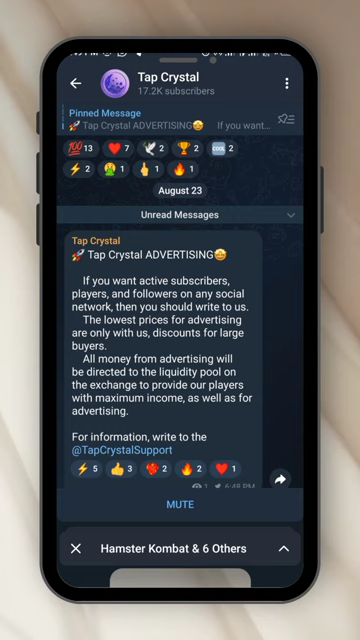 Tap Crystal
17.2K subscribers
Pinned Message
🚀 Tap Crystal ADVERTISING🤩 If you want...
💯 13 ❤️ 7 🕊 2 🏆 2 🆒 2
⚡ 2 🤮 1 👆 1 🔥 1
August 23
Unread Messages
Tap Crystal
🚀 Tap Crystal ADVERTISING🤩
If you want active subscribers,
players, and followers on any social
network, then you should write to us.
The lowest prices for advertising
are only with us, discounts for large
buyers.
All money from advertising will
be directed to the liquidity pool on
the exchange to provide our players
with maximum income, as well as for
advertising.
For information, write to the
@TapCrystalSupport
⚡ 5 👍 3 ❤️‍🔥 2 🔥 2 ❤️ 1
1 6:48 PM
MUTE
Hamster Kombat & 6 Others